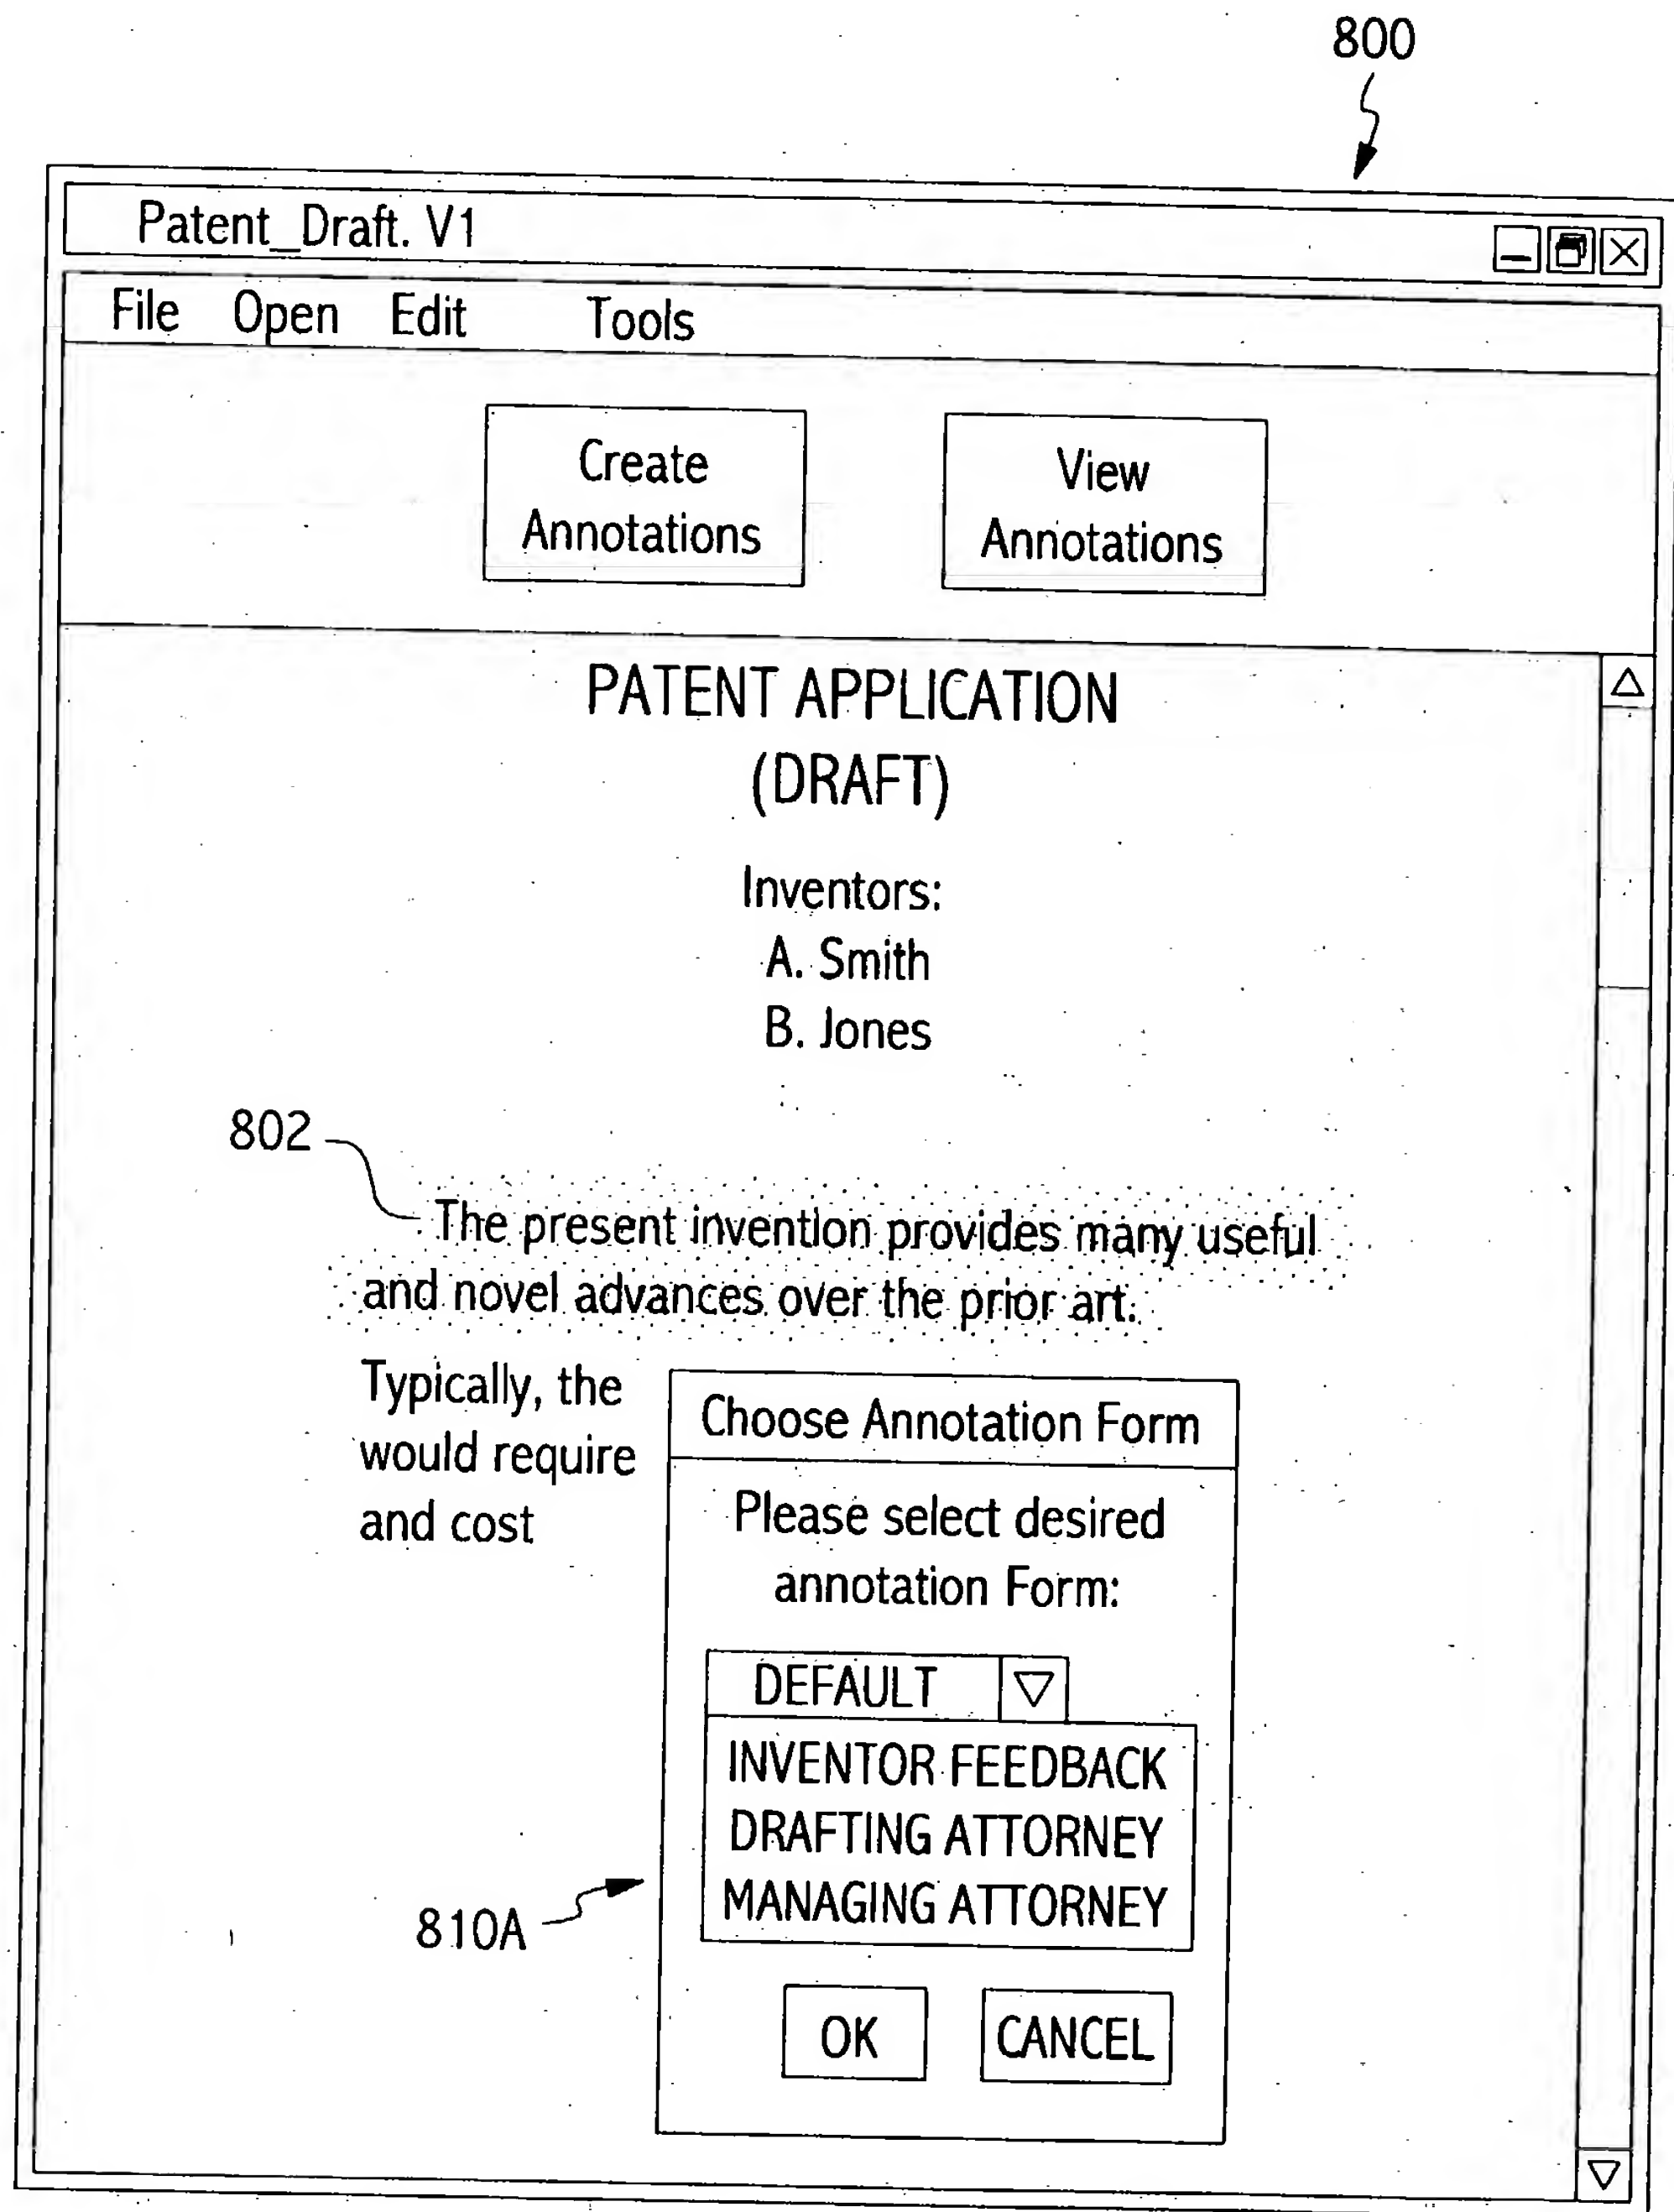 800
Patent_Draft. V1
File Open Edit Tools
Create
Annotations
View
Annotations
PATENT APPLICATION
(DRAFT)
Inventors:
A. Smith
B. Jones
802
The present invention provides many useful
and novel advances over the prior art.
Typically, the
would require
and cost
Choose Annotation Form
Please select desired
annotation Form:
DEFAULT
INVENTOR FEEDBACK
DRAFTING ATTORNEY
MANAGING ATTORNEY
810A
OK
CANCEL